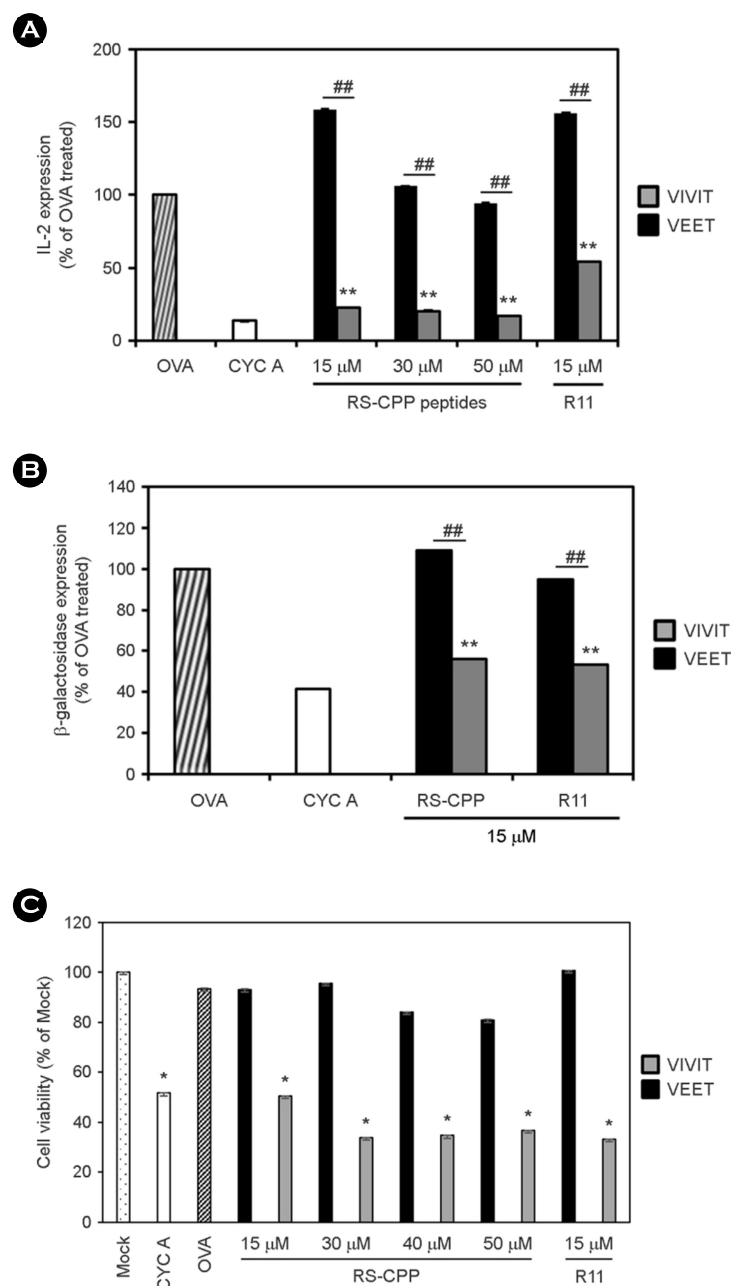 A
IL-2 expression
(% of OVA treated)
200
150
100
50
0
##
##
##
##
**
**
**
**
OVA
CYC A
15 μM
30 μM
50 μM
15 μM
RS-CPP peptides
R11
VIVIT
VEET
B
β-galactosidase expression
(% of OVA treated)
140
120
100
80
60
40
20
0
##
##
**
**
OVA
CYC A
RS-CPP
R11
15 μM
VIVIT
VEET
C
Cell viability (% of Mock)
120
100
80
60
40
20
0
*
*
*
*
*
*
Mock
CYC A
OVA
15 μM
30 μM
40 μM
50 μM
15 μM
RS-CPP
R11
VIVIT
VEET